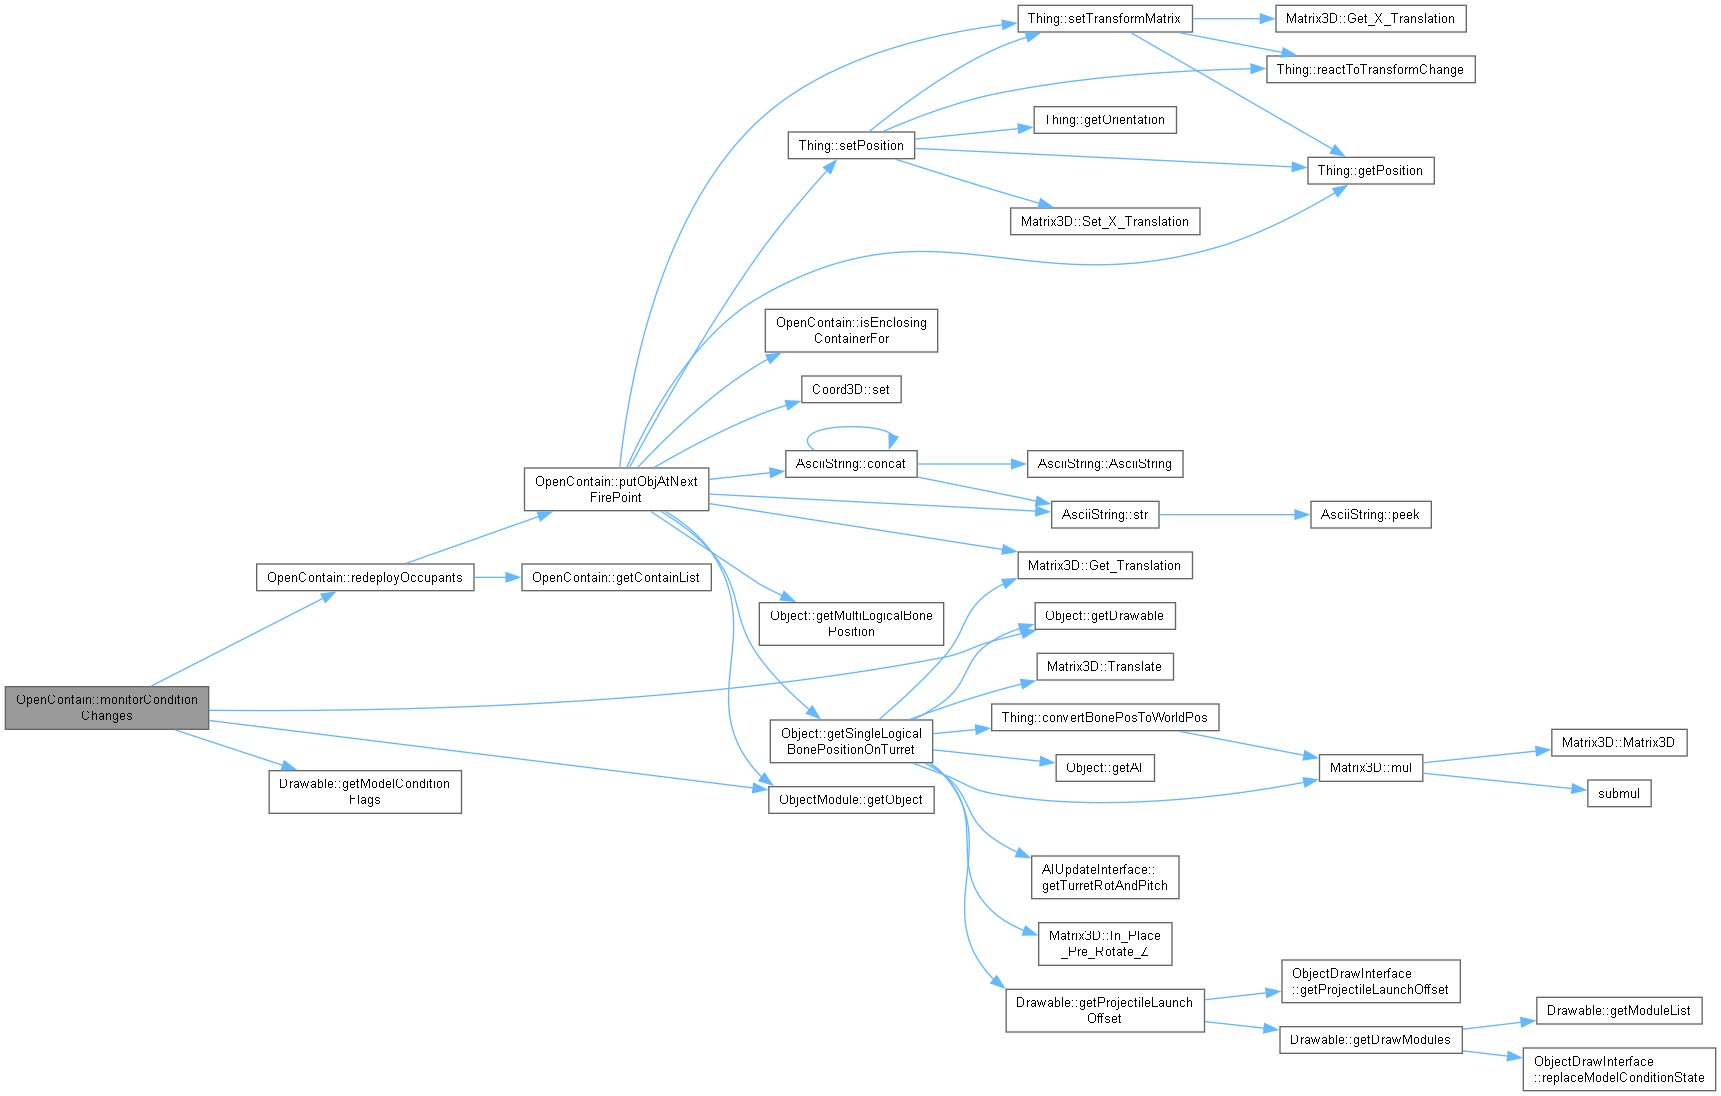 Thing::setTransformMatrix
Matrix3D::Get_X_Translation
Thing::reactToTransformChange
Thing::getOrientation
Thing::setPosition
Thing::getPosition
Matrix3D::Set_X_Translation
OpenContain::isEnclosing
ContainerFor
Coord3D::set
AsciiString::concat
AsciiString::AsciiString
OpenContain::putObjAtNext
FirePoint
AsciiString::str
AsciiString::peek
Matrix3D::Get_Translation
OpenContain::redeployOccupants
OpenContain::getContainList
Object::getMultiLogicalBone
Position
Object::getDrawable
Matrix3D::Translate
OpenContain::monitorCondition
Changes
Thing::convertBonePosToWorldPos
Object::getSingleLogical
BonePositionOnTurret
Matrix3D::Matrix3D
Object::getAI
Matrix3D::mul
Drawable::getModelCondition
Flags
ObjectModule::getObject
submul
AIUpdateInterface::
getTurretRotAndPitch
Matrix3D::In_Place
_Pre_Rotate_Z
ObjectDrawInterface
::getProjectileLaunchOffset
Drawable::getProjectileLaunch
Offset
Drawable::getModuleList
Drawable::getDrawModules
ObjectDrawInterface
::replaceModelConditionState